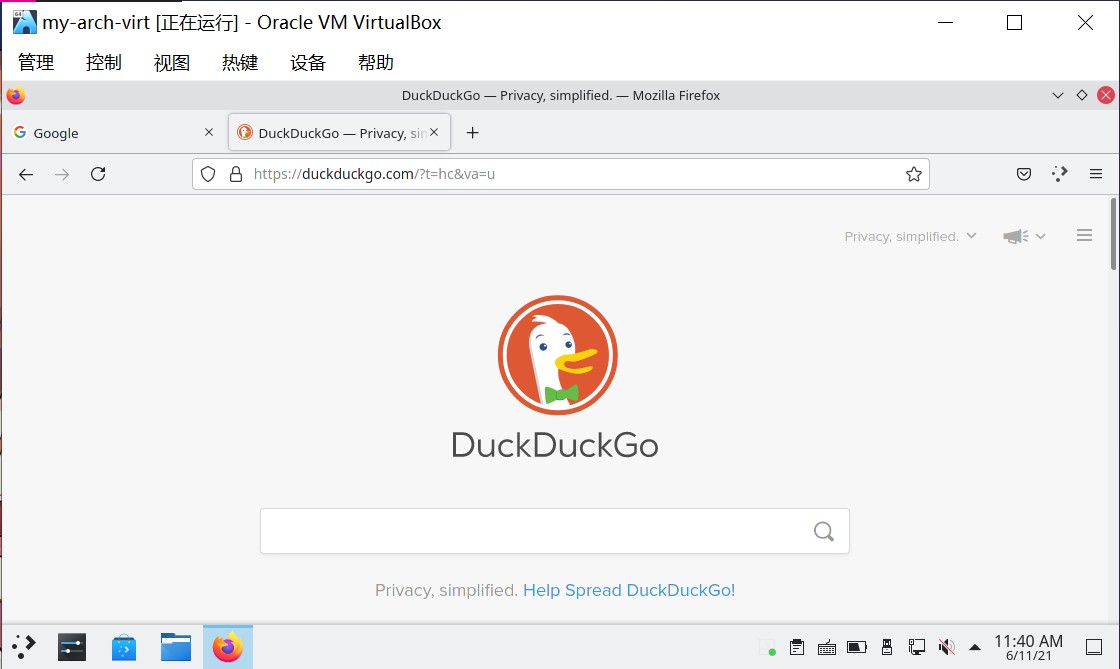 my-arch-virt [正在运行] - Oracle VM VirtualBox
管理 控制 视图 热键 设备 帮助
DuckDuckGo — Privacy, simplified. — Mozilla Firefox
Google DuckDuckGo — Privacy, sin
https://duckduckgo.com/?t=hc&va=u
Privacy, simplified.
DuckDuckGo
Privacy, simplified. Help Spread DuckDuckGo!
11:40 AM
6/11/21